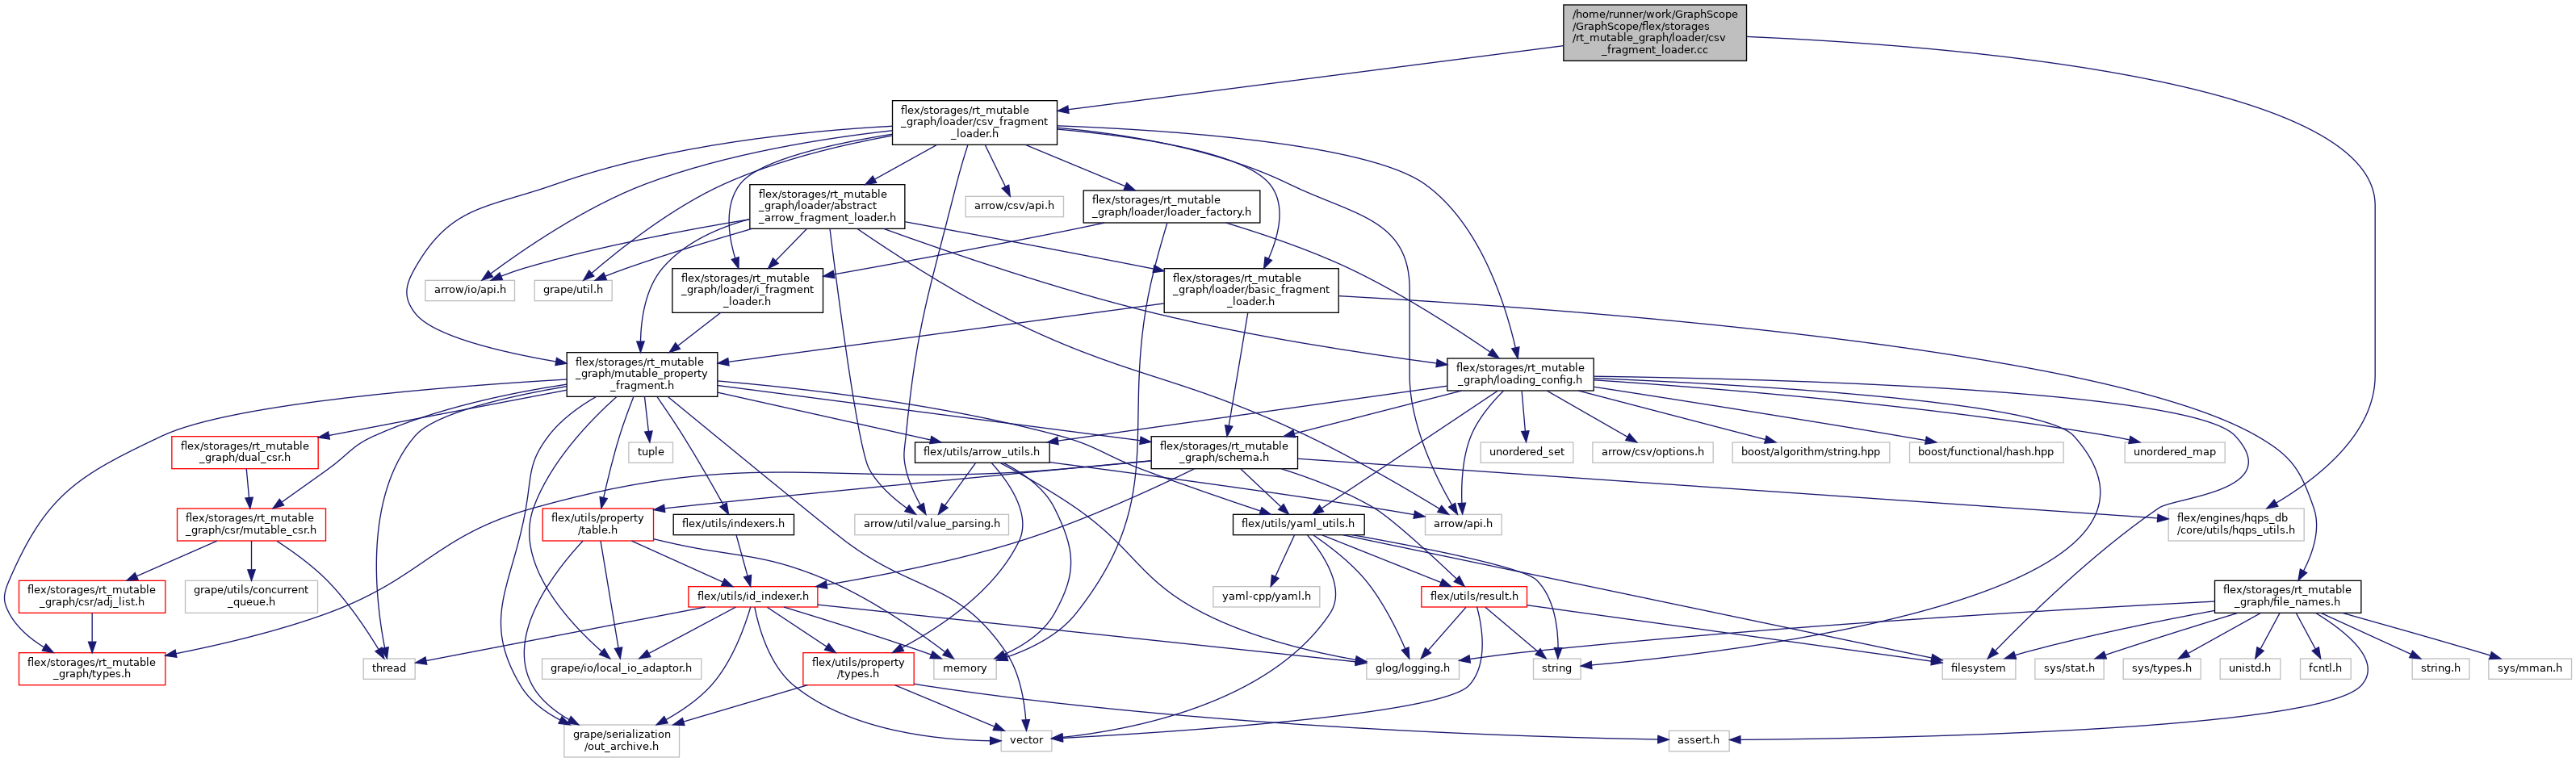 /home/runner/work/GraphScope
/GraphScope/flex/storages
/rt_mutable_graph/loader/csv
_fragment_loader.cc
flex/storages/rt_mutable
_graph/loader/csv_fragment
_loader.h
flex/storages/rt_mutable
_graph/loader/abstract
_arrow_fragment_loader.h
arrow/csv/api.h
flex/storages/rt_mutable
_graph/loader/loader_factory.h
arrow/io/api.h
grape/util.h
flex/storages/rt_mutable
_graph/loader/i_fragment
_loader.h
flex/storages/rt_mutable
_graph/loader/basic_fragment
_loader.h
flex/storages/rt_mutable
_graph/mutable_property
_fragment.h
flex/storages/rt_mutable
_graph/loading_config.h
flex/storages/rt_mutable
_graph/dual_csr.h
tuple
flex/utils/arrow_utils.h
flex/storages/rt_mutable
_graph/schema.h
unordered_set
arrow/csv/options.h
boost/algorithm/string.hpp
boost/functional/hash.hpp
unordered_map
flex/storages/rt_mutable
_graph/csr/mutable_csr.h
flex/utils/property
/table.h
flex/utils/indexers.h
arrow/util/value_parsing.h
flex/utils/yaml_utils.h
arrow/api.h
flex/engines/hqps_db
/core/utils/hqps_utils.h
flex/storages/rt_mutable
_graph/csr/adj_list.h
grape/utils/concurrent
_queue.h
flex/utils/id_indexer.h
yaml-cpp/yaml.h
flex/utils/result.h
flex/storages/rt_mutable
_graph/file_names.h
flex/storages/rt_mutable
_graph/types.h
thread
grape/io/local_io_adaptor.h
flex/utils/property
/types.h
memory
glog/logging.h
string
filesystem
sys/stat.h
sys/types.h
unistd.h
fcntl.h
string.h
sys/mman.h
grape/serialization
/out_archive.h
vector
assert.h